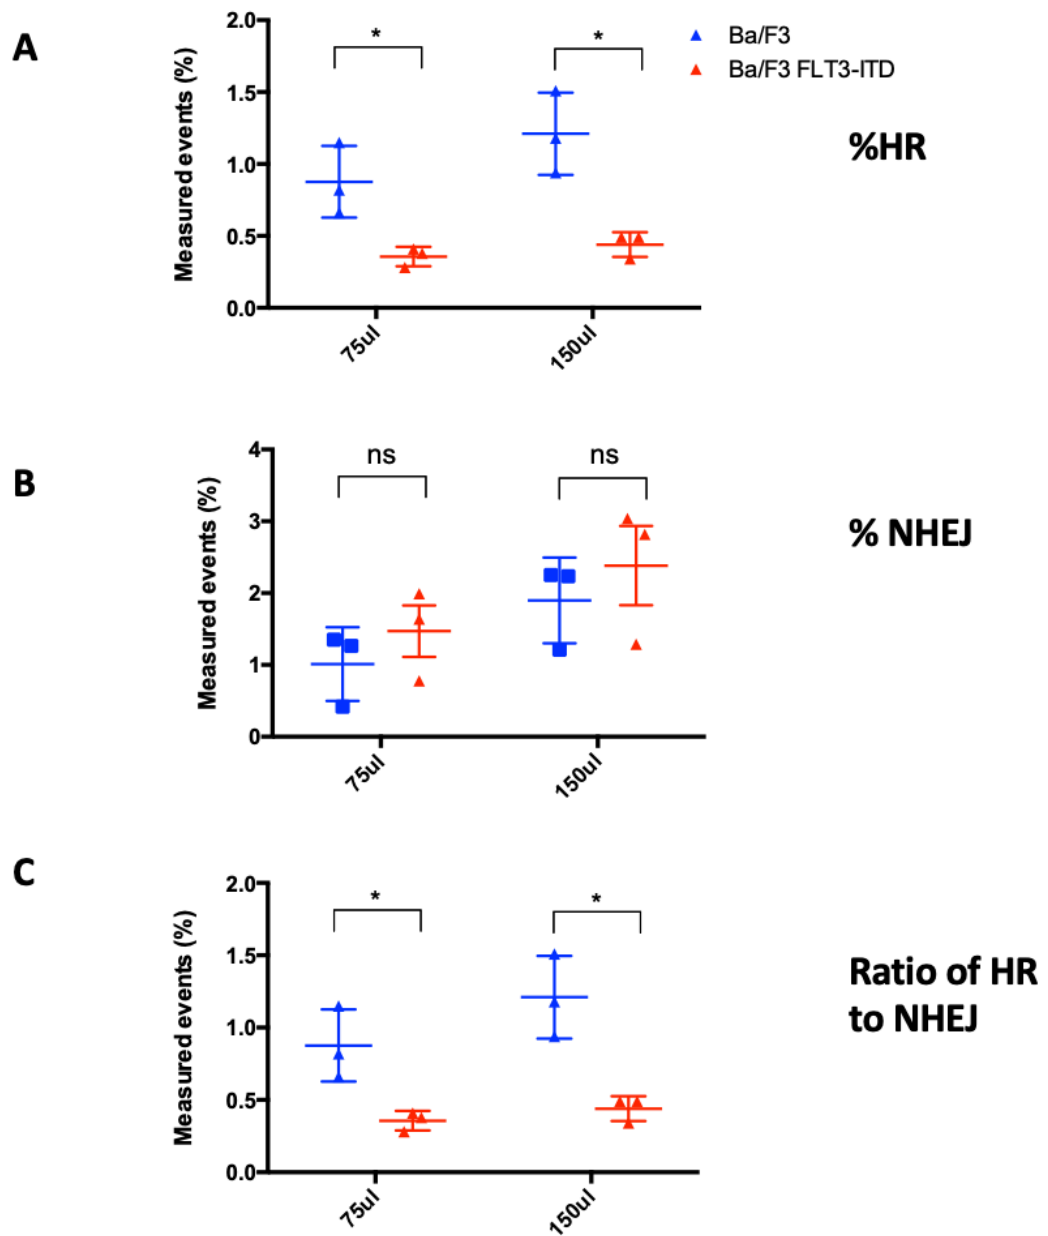 A
Measured events (%)
2.0
1.5
1.0
0.5
0.0
*
*
75ul
150ul
Ba/F3
Ba/F3 FLT3-ITD
%HR
B
Measured events (%)
4
3
2
1
0
ns
ns
75ul
150ul
% NHEJ
C
Measured events (%)
2.0
1.5
1.0
0.5
0.0
*
*
75ul
150ul
Ratio of HR
to NHEJ